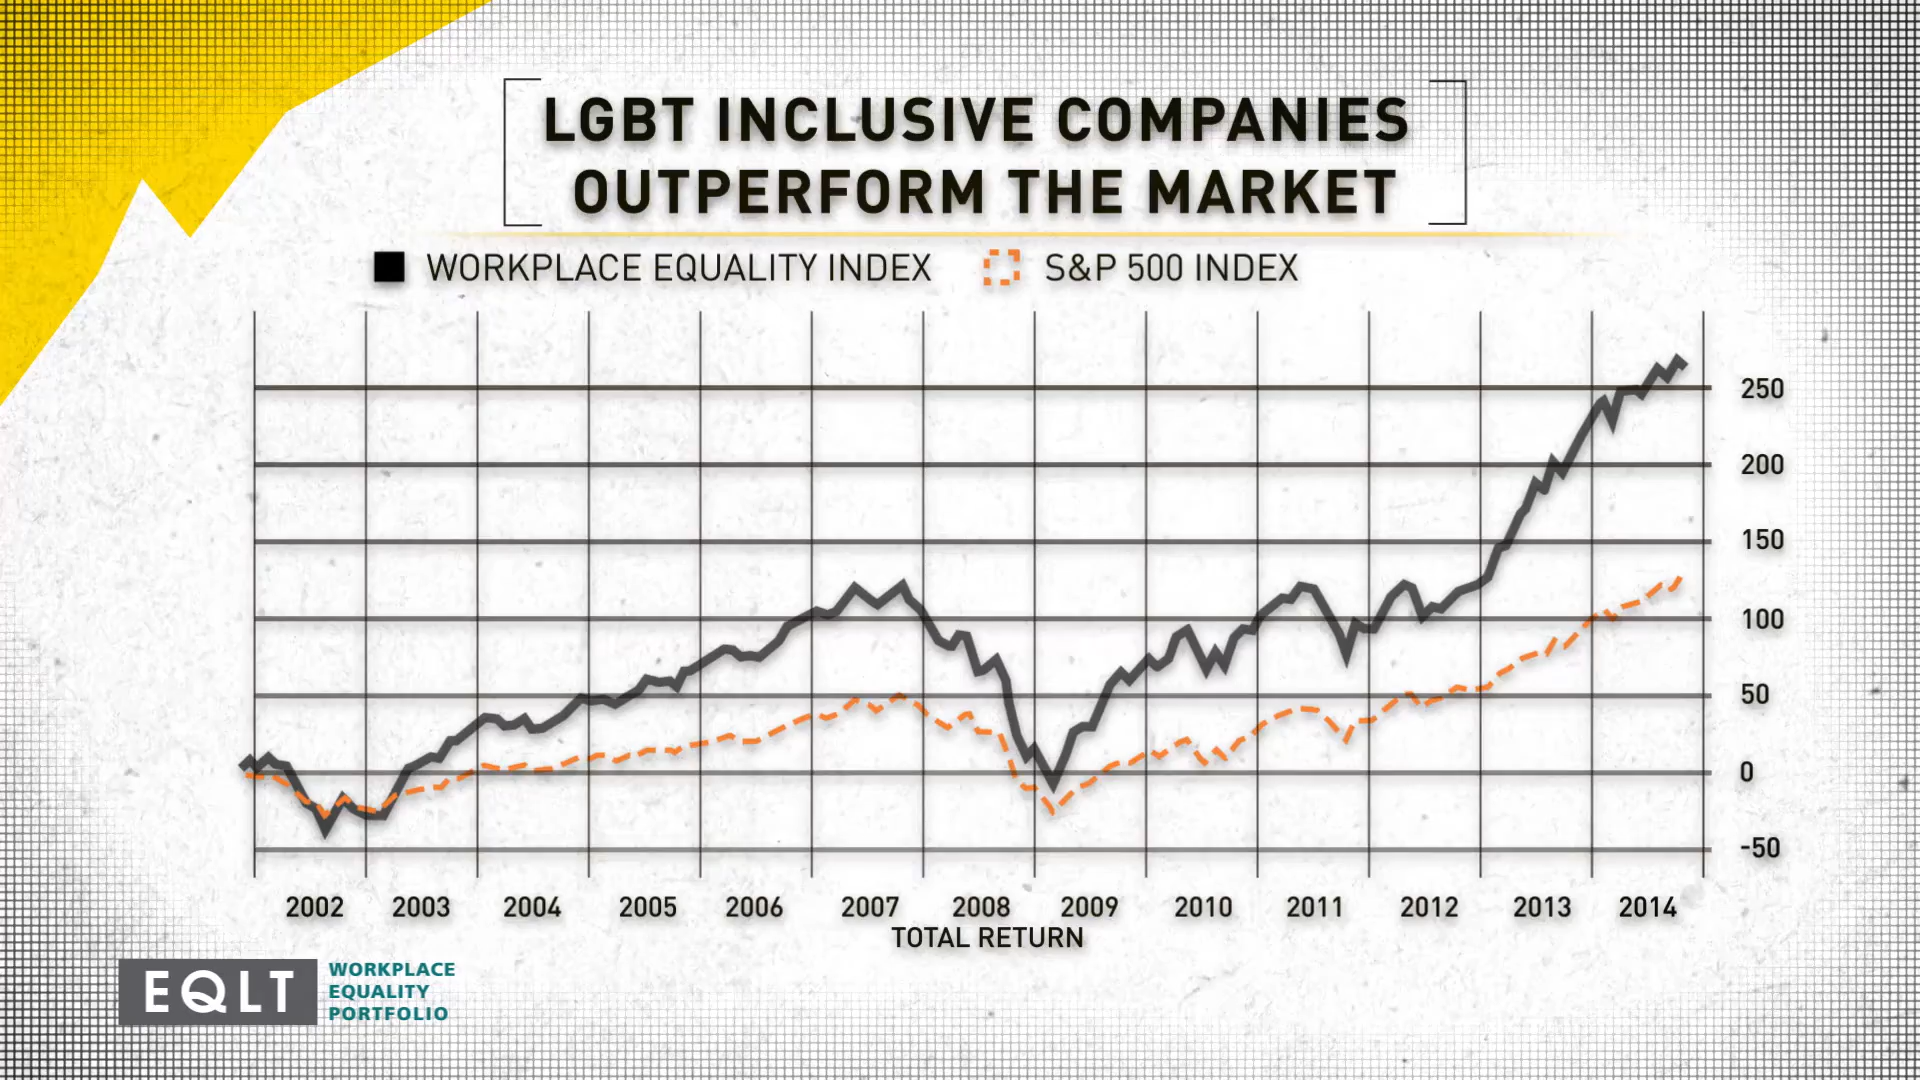 LGBT INCLUSIVE COMPANIES
OUTPERFORM THE MARKET
WORKPLACE EQUALITY INDEX S&P 500 INDEX
250
200
150
100
50
0
-50
2002 2003 2004 2005 2006 2007 2008 2009 2010 2011 2012 2013 2014
TOTAL RETURN
EQLT
WORKPLACE
EQUALITY
PORTFOLIO